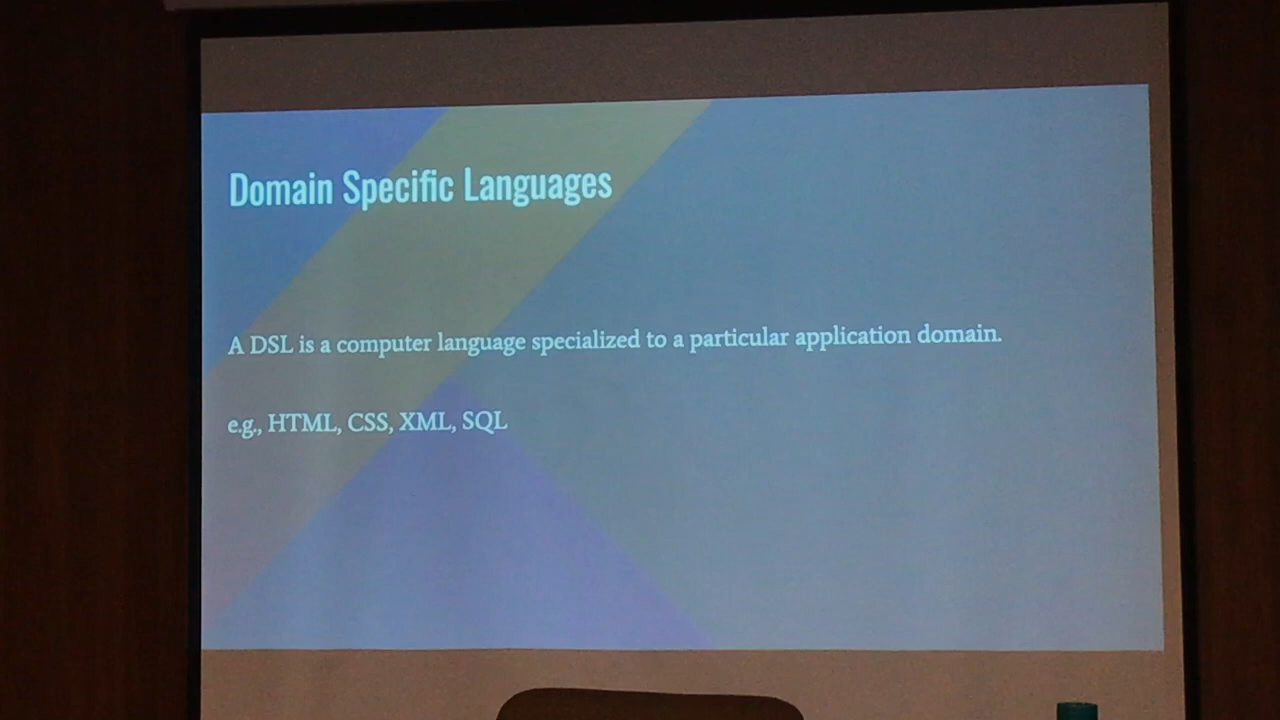 Domain Specific Languages
A DSL is a computer language specialized to a particular application domain.
e.g., HTML, CSS, XML, SQL